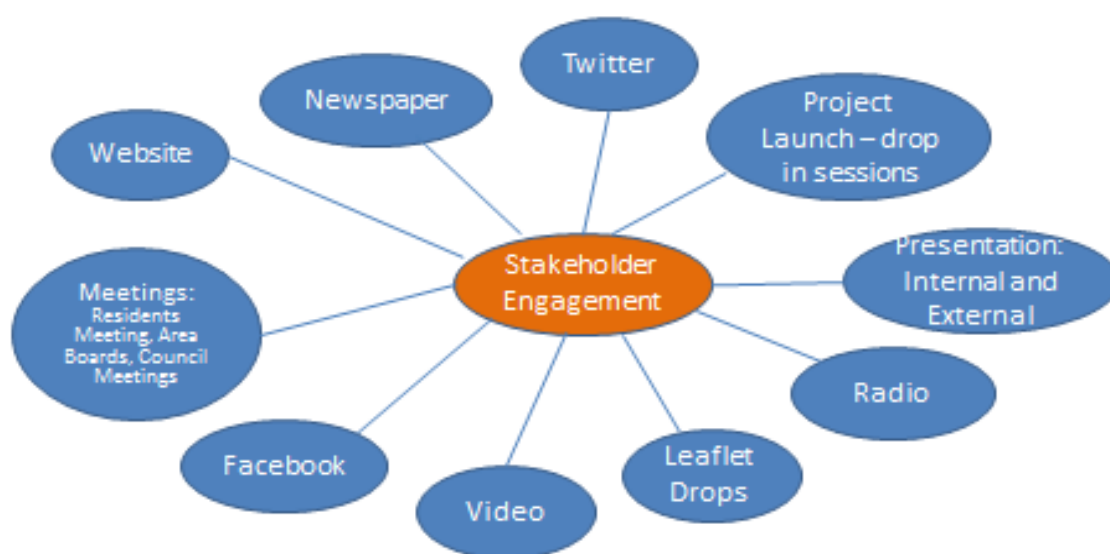 Twitter
Newspaper
Project
Launch – drop
in sessions
Website
Presentation:
Internal and
External
Stakeholder
Engagement
Meetings:
Residents
Meeting, Area
Boards, Council
Meetings
Radio
Facebook
Leaflet
Drops
Video